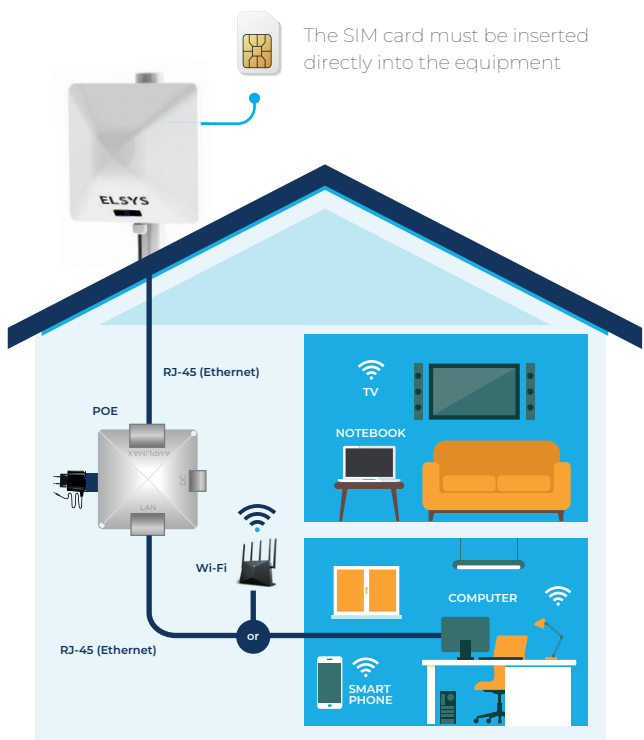 The SIM card must be inserted
directly into the equipment
ELSYS
RJ-45 (Ethernet)
POE
AMPLIMAX
DC
LAN
Wi-Fi
or
RJ-45 (Ethernet)
TV
NOTEBOOK
COMPUTER
SMART
PHONE